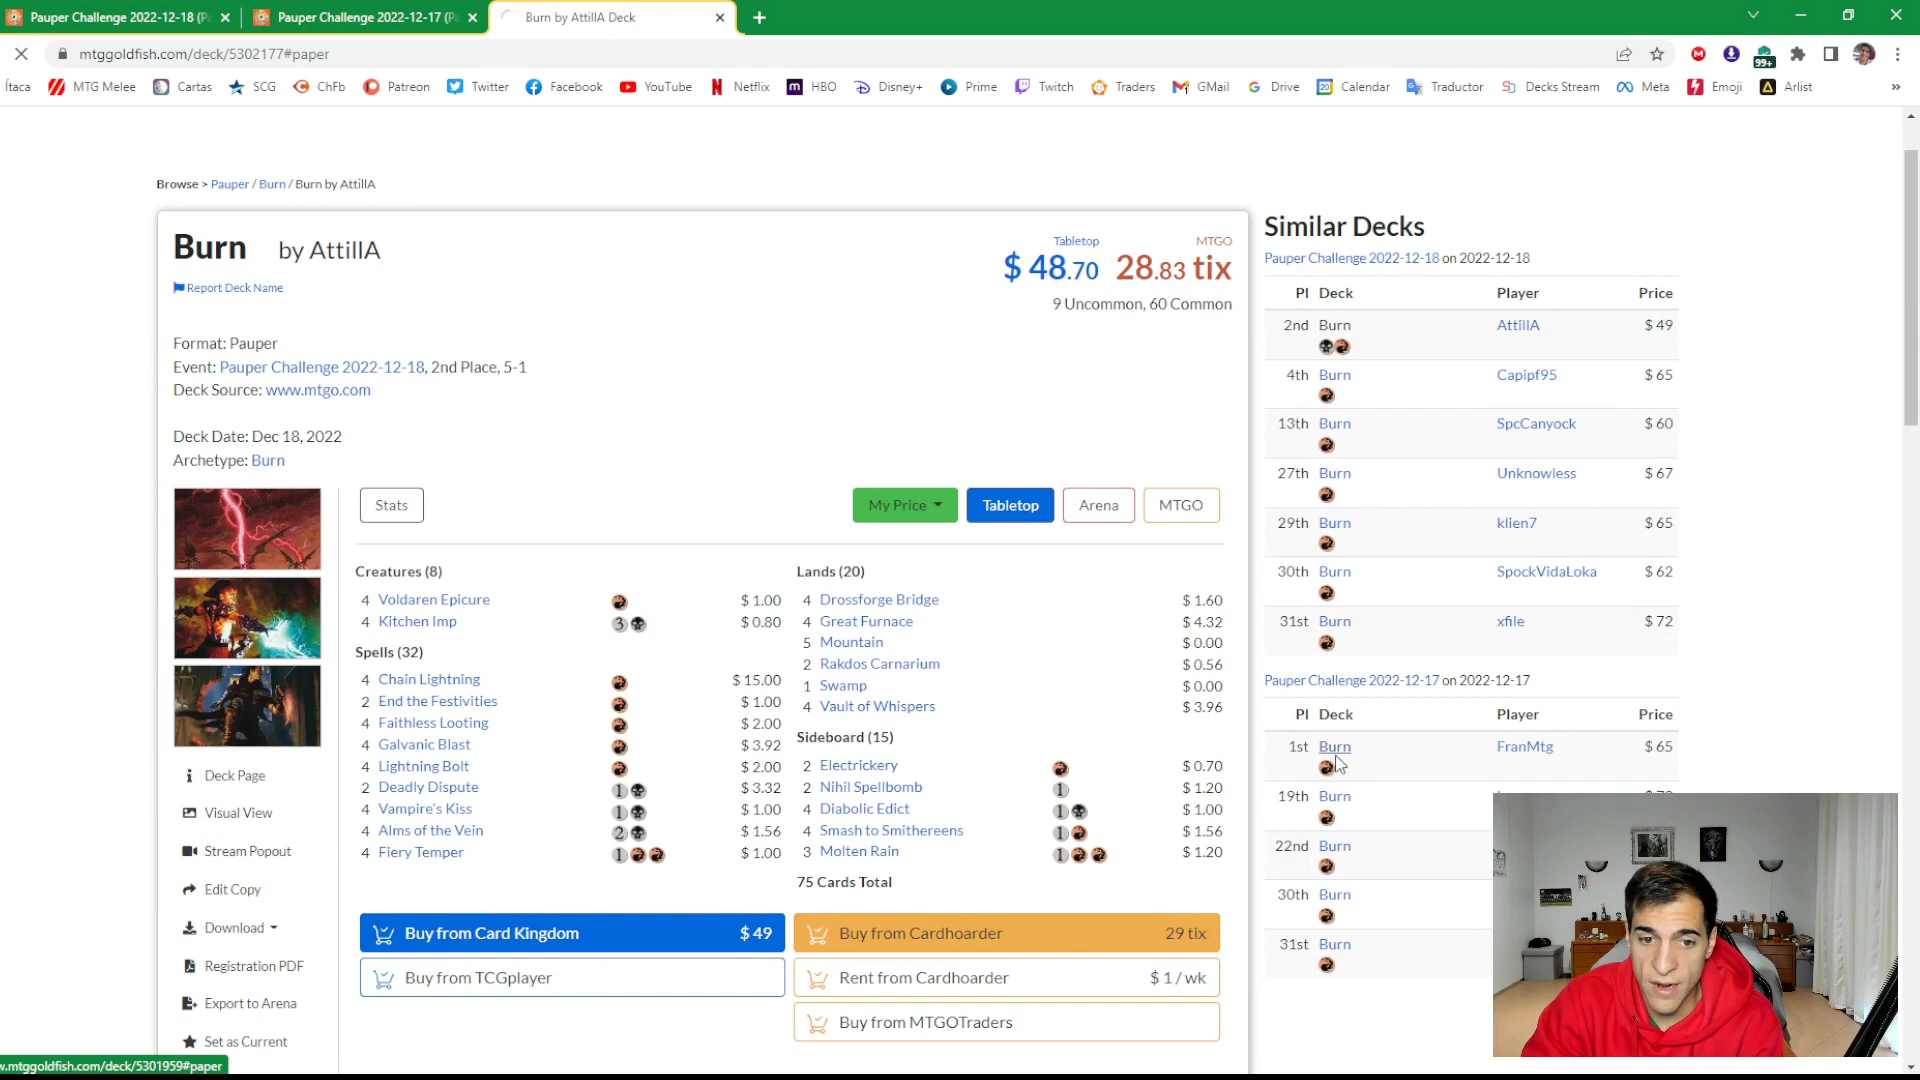 Pauper Challenge 2022-12-18 (P
Pauper Challenge 2022-12-17 (P
Burn by AttillA Deck
mtggoldfish.com/deck/5302177#paper
99+
Ítaca
MTG Melee
Cartas
SCG
ChFb
Patreon
Twitter
Facebook
YouTube
Netflix
HBO
Disney+
Prime
Twitch
Traders
GMail
Drive
Calendar
Traductor
Decks Stream
Meta
Emoji
Arlist
»
Browse > Pauper / Burn / Burn by AttillA
Burn by AttillA
Report Deck Name
Tabletop
$ 48.70
MTGO
28.83 tix
9 Uncommon, 60 Common
Format: Pauper
Event: Pauper Challenge 2022-12-18, 2nd Place, 5-1
Deck Source: www.mtgo.com
Deck Date: Dec 18, 2022
Archetype: Burn
Stats
My Price
Tabletop
Arena
MTGO
Creatures (8)
4 Voldaren Epicure $ 1.00
4 Kitchen Imp 3 $ 0.80
Spells (32)
4 Chain Lightning $ 15.00
2 End the Festivities $ 1.00
4 Faithless Looting $ 2.00
4 Galvanic Blast $ 3.92
4 Lightning Bolt $ 2.00
2 Deadly Dispute 1 $ 3.32
4 Vampire's Kiss 1 $ 1.00
4 Alms of the Vein 2 $ 1.56
4 Fiery Temper 1 $ 1.00
Lands (20)
4 Drossforge Bridge $ 1.60
4 Great Furnace $ 4.32
5 Mountain $ 0.00
2 Rakdos Carnarium $ 0.56
1 Swamp $ 0.00
4 Vault of Whispers $ 3.96
Sideboard (15)
2 Electrickery $ 0.70
2 Nihil Spellbomb 1 $ 1.20
4 Diabolic Edict 1 $ 1.00
4 Smash to Smithereens 1 $ 1.56
3 Molten Rain 1 $ 1.20
75 Cards Total
Deck Page
Visual View
Stream Popout
Edit Copy
Download
Registration PDF
Export to Arena
Set as Current
Buy from Card Kingdom $ 49
Buy from TCGplayer
Buy from Cardhoarder 29 tix
Rent from Cardhoarder $ 1 / wk
Buy from MTGOTraders
Similar Decks
Pauper Challenge 2022-12-18 on 2022-12-18
Pl Deck Player Price
2nd Burn AttillA $ 49
4th Burn Capipf95 $ 65
13th Burn SpcCanyock $ 60
27th Burn Unknowless $ 67
29th Burn klien7 $ 65
30th Burn SpockVidaLoka $ 62
31st Burn xfile $ 72
Pauper Challenge 2022-12-17 on 2022-12-17
Pl Deck Player Price
1st Burn FranMtg $ 65
19th Burn
22nd Burn
30th Burn
31st Burn
w.mtggoldfish.com/deck/5301959#paper